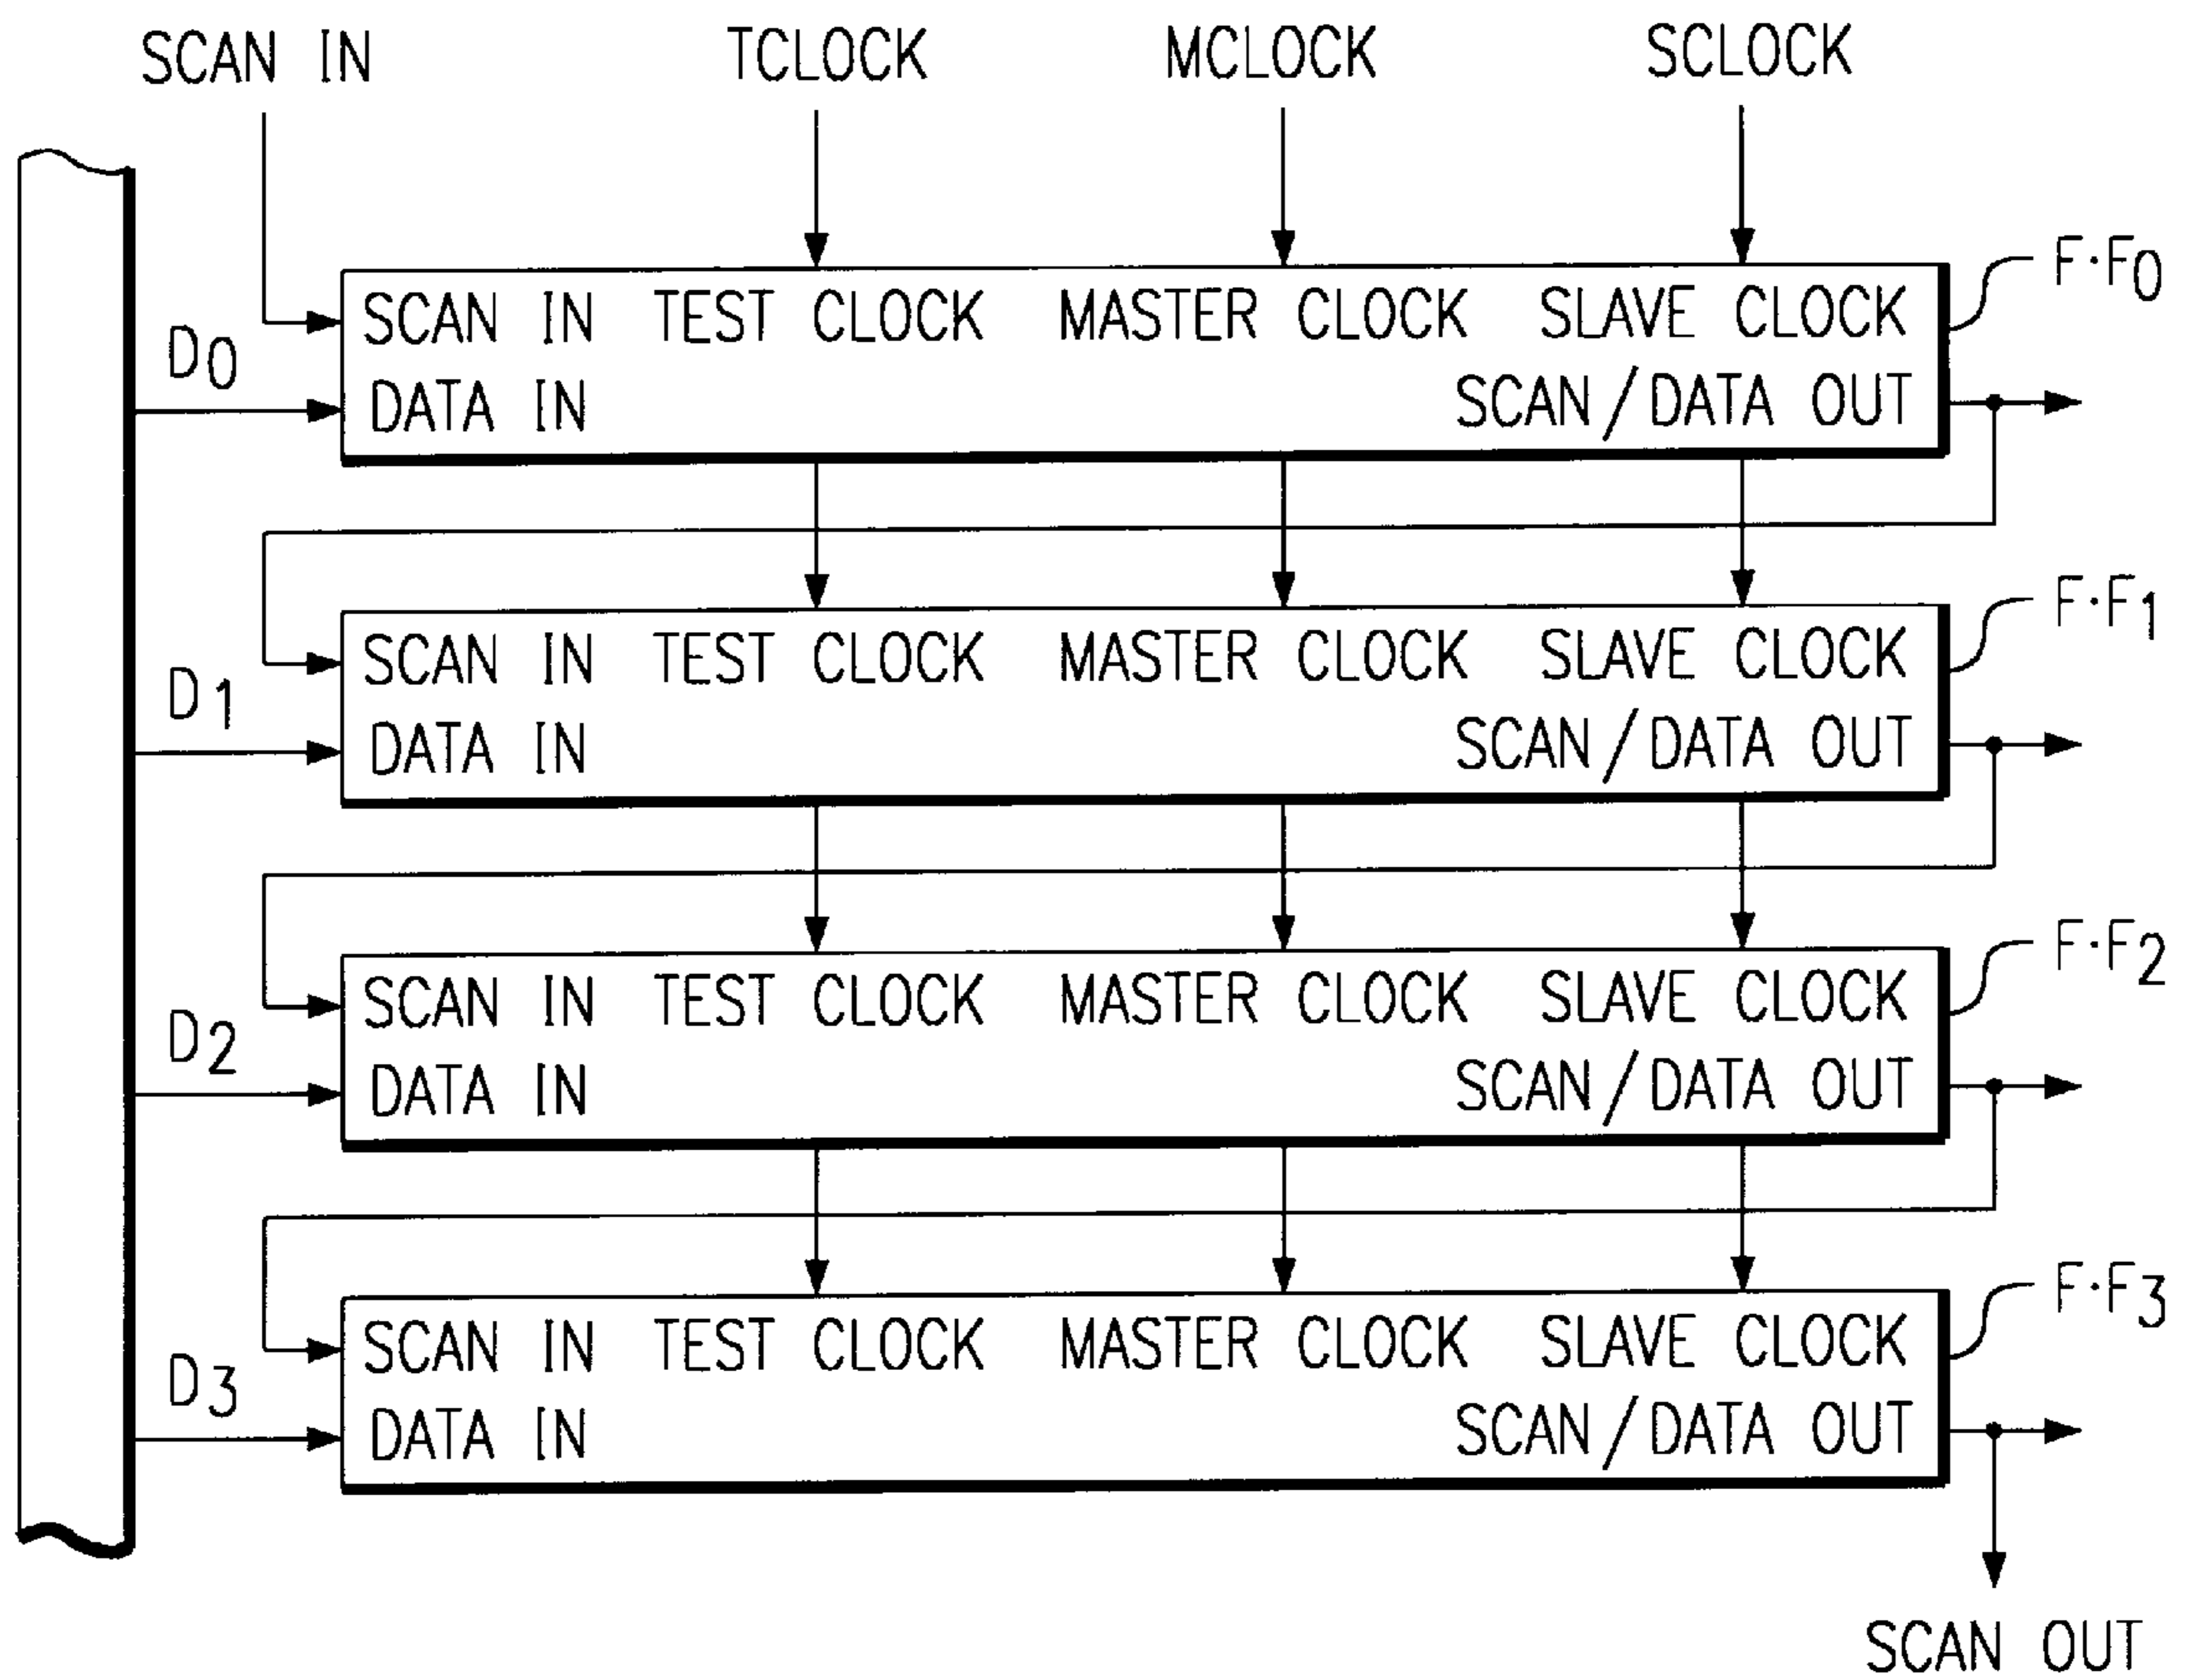 SCAN IN TCLOCK MCLOCK SCLOCK
F·F0
SCAN IN TEST CLOCK MASTER CLOCK SLAVE CLOCK
D0
DATA IN SCAN/DATA OUT
F·F1
SCAN IN TEST CLOCK MASTER CLOCK SLAVE CLOCK
D1
DATA IN SCAN/DATA OUT
F·F2
SCAN IN TEST CLOCK MASTER CLOCK SLAVE CLOCK
D2
DATA IN SCAN/DATA OUT
F·F3
SCAN IN TEST CLOCK MASTER CLOCK SLAVE CLOCK
D3
DATA IN SCAN/DATA OUT
SCAN OUT